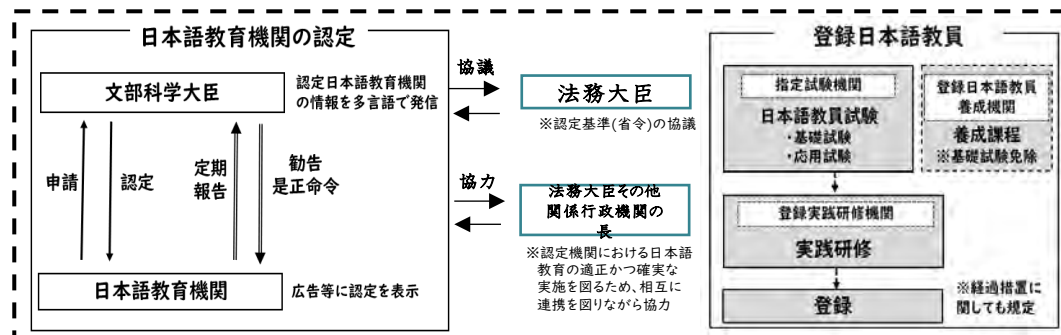 日本語教育機関の認定
文部科学大臣
認定日本語教育機関
の情報を多言語で発信
申請
認定
定期
報告
勧告
是正命令
日本語教育機関
広告等に認定を表示
協議
法務大臣
※認定基準(省令)の協議
協力
法務大臣その他
関係行政機関の
長
※認定機関における日本語
教育の適正かつ確実な
実施を図るため、相互に
連携を図りながら協力
登録日本語教員
指定試験機関
日本語教員試験
・基礎試験
・応用試験
登録日本語教員
養成機関
養成課程
※基礎試験免除
登録実践研修機関
実践研修
登録
※経過措置に
関しても規定